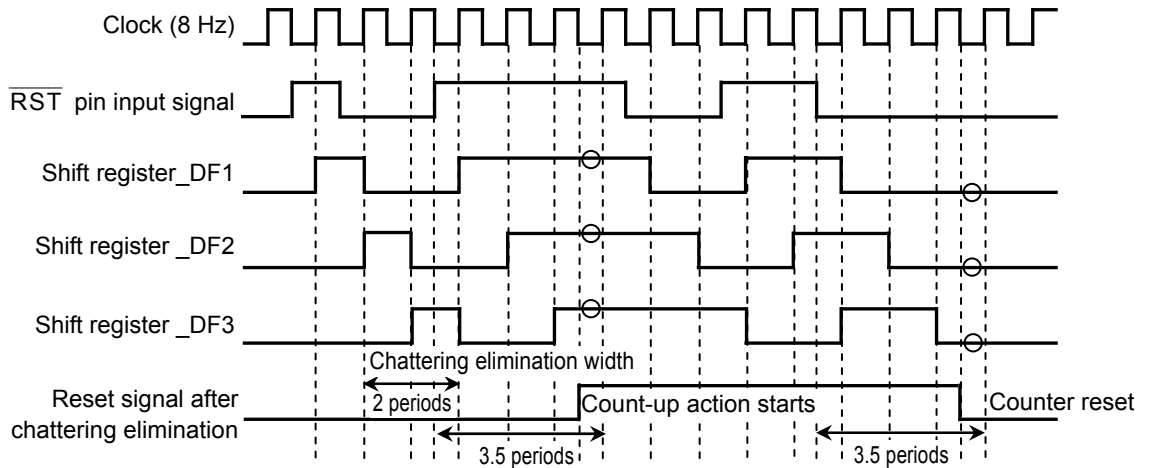 Clock (8 Hz)
RST pin input signal
Shift register_DF1
Shift register _DF2
Shift register _DF3
Chattering elimination width
2 periods
Reset signal after
chattering elimination
Count-up action starts
Counter reset
3.5 periods
3.5 periods